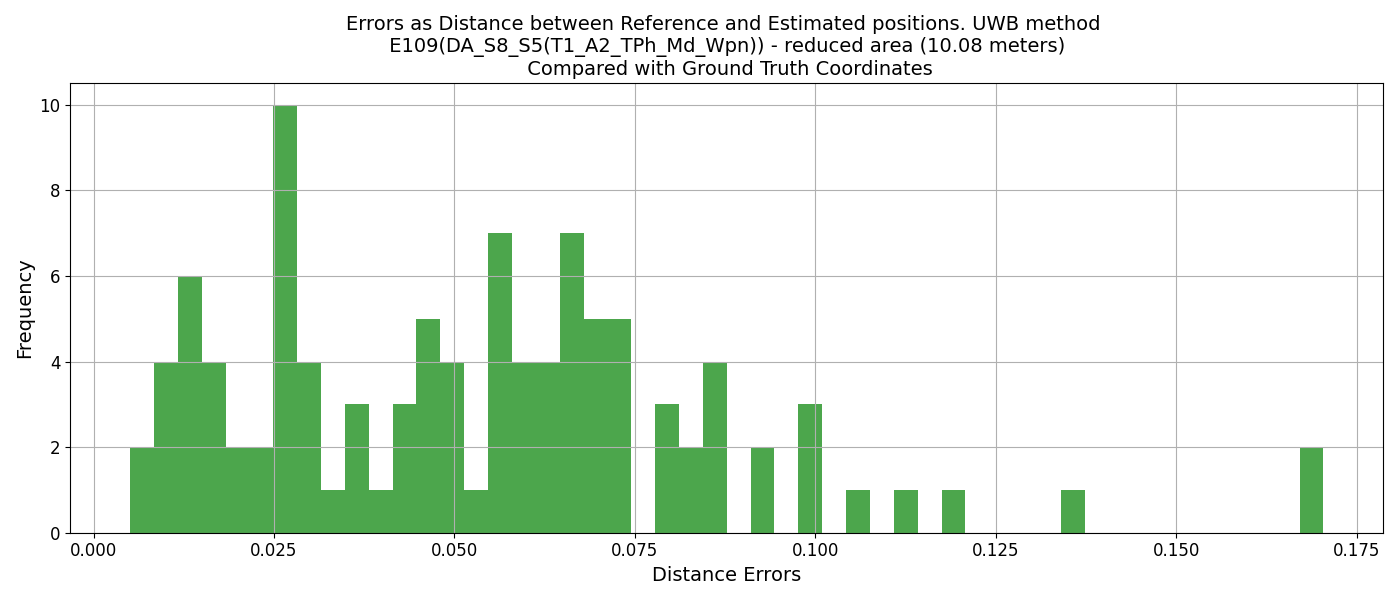 Errors as Distance between Reference and Estimated positions. UWB method
E109(DA_S8_S5(T1_A2_TPh_Md_Wpn)) - reduced area (10.08 meters)
Compared with Ground Truth Coordinates
10
8
6
4
2
0
Frequency
0.000 0.025 0.050 0.075 0.100 0.125 0.150 0.175
Distance Errors